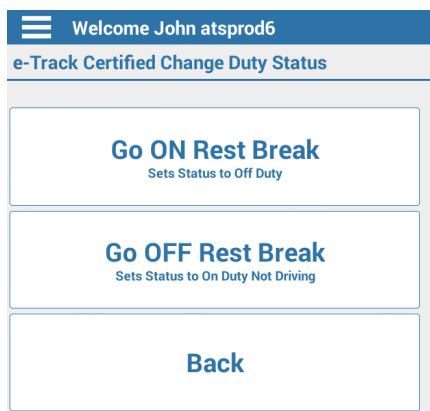 Welcome John atsprod6
e-Track Certified Change Duty Status
Go ON Rest Break
Sets Status to Off Duty
Go OFF Rest Break
Sets Status to On Duty Not Driving
Back